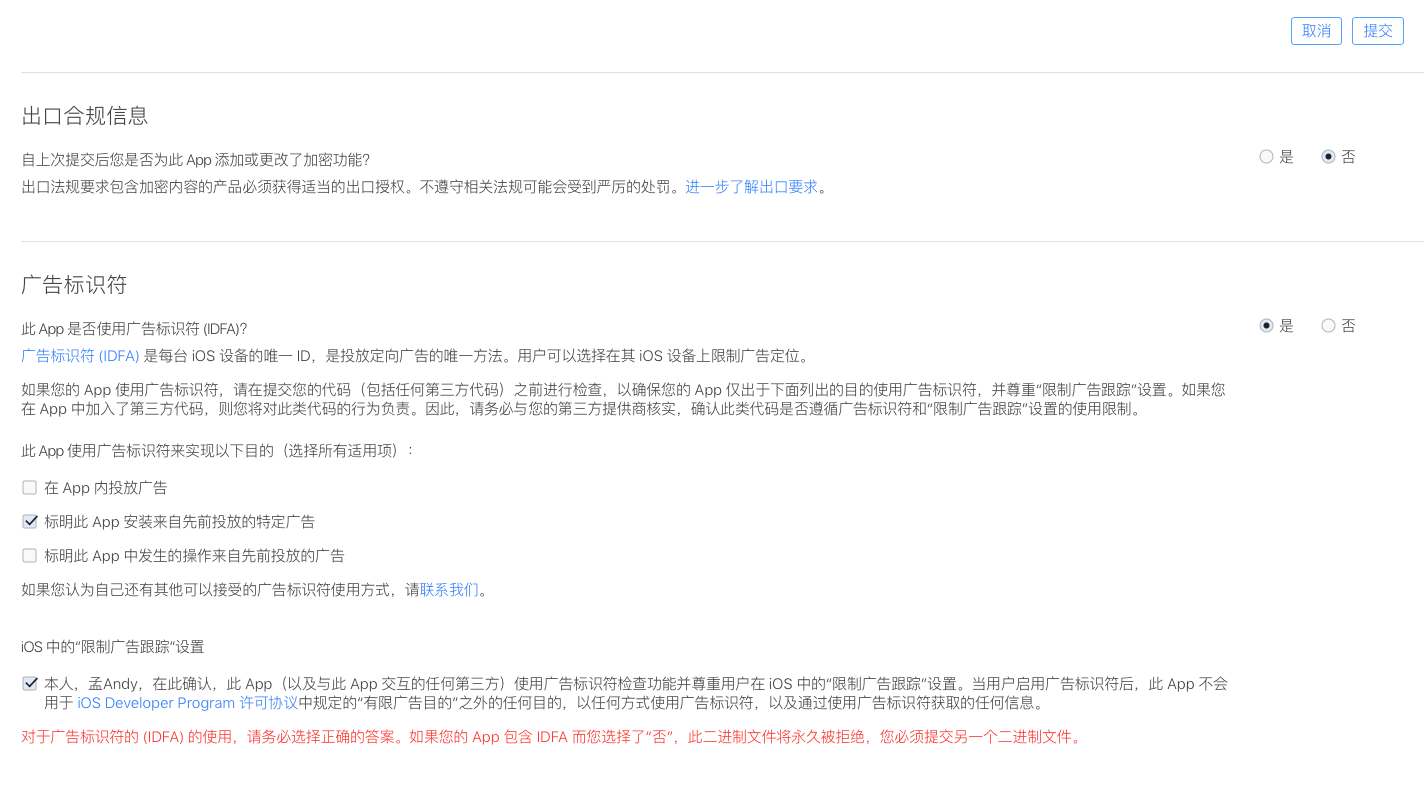 取消 提交
出口合规信息
自上次提交后您是否为此 App 添加或更改了加密功能?
是 否
出口法规要求包含加密内容的产品必须获得适当的出口授权。不遵守相关法规可能会受到严厉的处罚。进一步了解出口要求。
广告标识符
此 App 是否使用广告标识符 (IDFA)?
是 否
广告标识符 (IDFA) 是每台 iOS 设备的唯一 ID，是投放定向广告的唯一方法。用户可以选择在其 iOS 设备上限制广告定位。
如果您的 App 使用广告标识符，请在提交您的代码（包括任何第三方代码）之前进行检查，以确保您的 App 仅出于下面列出的目的使用广告标识符，并尊重“限制广告跟踪”设置。如果您
在 App 中加入了第三方代码，则您将对此类代码的行为负责。因此，请务必与您的第三方提供商核实，确认此类代码是否遵循广告标识符和“限制广告跟踪”设置的使用限制。
此 App 使用广告标识符来实现以下目的（选择所有适用项）：
在 App 内投放广告
标明此 App 安装来自先前投放的特定广告
标明此 App 中发生的操作来自先前投放的广告
如果您认为自己还有其他可以接受的广告标识符使用方式，请联系我们。
iOS 中的“限制广告跟踪”设置
本人，孟Andy，在此确认，此 App（以及与此 App 交互的任何第三方）使用广告标识符检查功能并尊重用户在 iOS 中的“限制广告跟踪”设置。当用户启用广告标识符后，此 App 不会
用于 iOS Developer Program 许可协议中规定的“有限广告目的”之外的任何目的，以任何方式使用广告标识符，以及通过使用广告标识符获取的任何信息。
对于广告标识符的 (IDFA) 的使用，请务必选择正确的答案。如果您的 App 包含 IDFA 而您选择了“否”，此二进制文件将永久被拒绝，您必须提交另一个二进制文件。